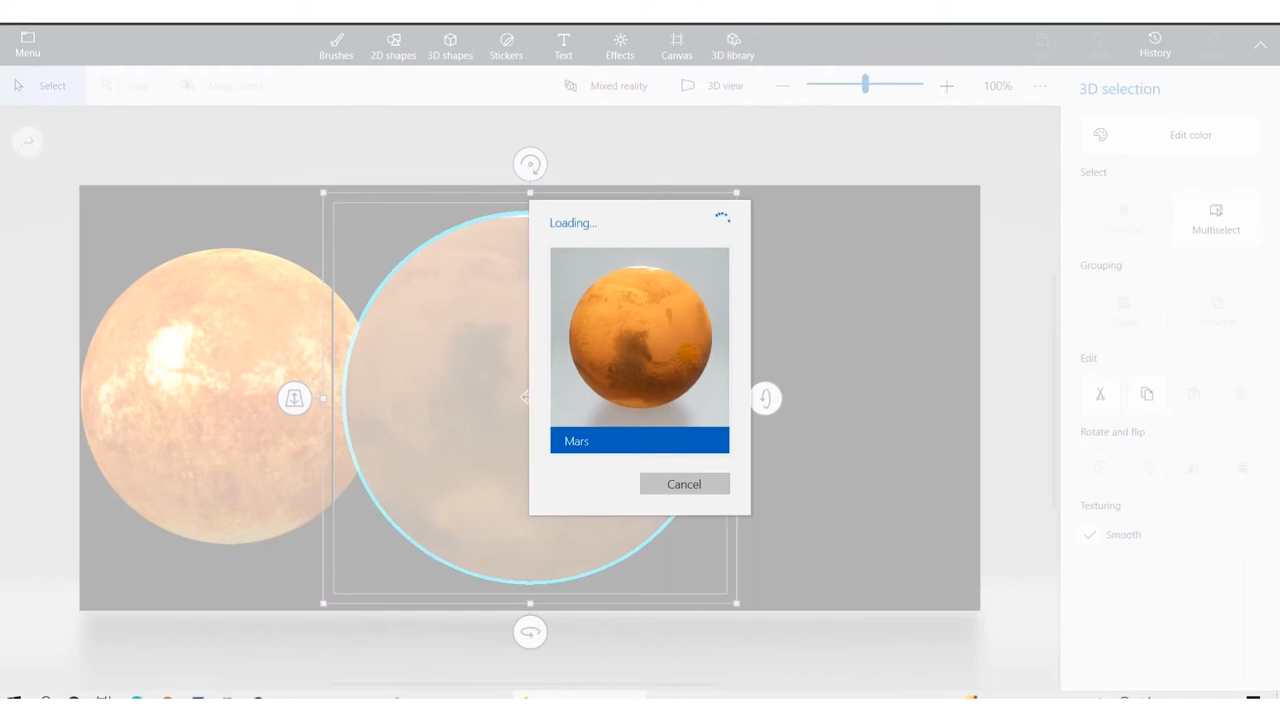 Menu
Brushes 2D shapes 3D shapes Stickers Text Effects Canvas 3D library
History
Select
Mixed reality 3D view 100%
3D selection
Edit color
Select
Multiselect
Grouping
Edit
Rotate and flip
Texturing
Smooth
Loading...
Mars
Cancel